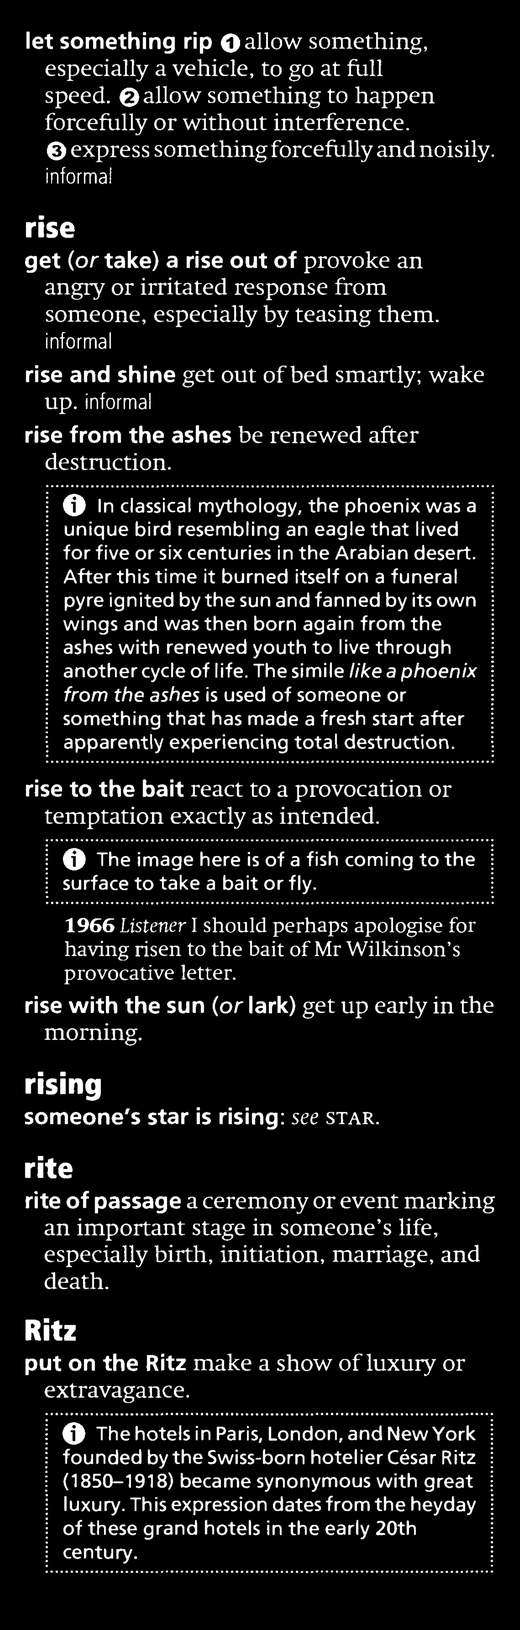 let something rip ❶ allow something,
especially a vehicle, to go at full
speed. ❷ allow something to happen
forcefully or without interference.
❸ express something forcefully and noisily.
informal
rise
get (or take) a rise out of provoke an
angry or irritated response from
someone, especially by teasing them.
informal
rise and shine get out of bed smartly; wake
up. informal
rise from the ashes be renewed after
destruction.
ℹ In classical mythology, the phoenix was a
unique bird resembling an eagle that lived
for five or six centuries in the Arabian desert.
After this time it burned itself on a funeral
pyre ignited by the sun and fanned by its own
wings and was then born again from the
ashes with renewed youth to live through
another cycle of life. The simile like a phoenix
from the ashes is used of someone or
something that has made a fresh start after
apparently experiencing total destruction.
rise to the bait react to a provocation or
temptation exactly as intended.
ℹ The image here is of a fish coming to the
surface to take a bait or fly.
1966 Listener I should perhaps apologise for
having risen to the bait of Mr Wilkinson's
provocative letter.
rise with the sun (or lark) get up early in the
morning.
rising
someone's star is rising: see STAR.
rite
rite of passage a ceremony or event marking
an important stage in someone's life,
especially birth, initiation, marriage, and
death.
Ritz
put on the Ritz make a show of luxury or
extravagance.
ℹ The hotels in Paris, London, and New York
founded by the Swiss-born hotelier César Ritz
(1850–1918) became synonymous with great
luxury. This expression dates from the heyday
of these grand hotels in the early 20th
century.